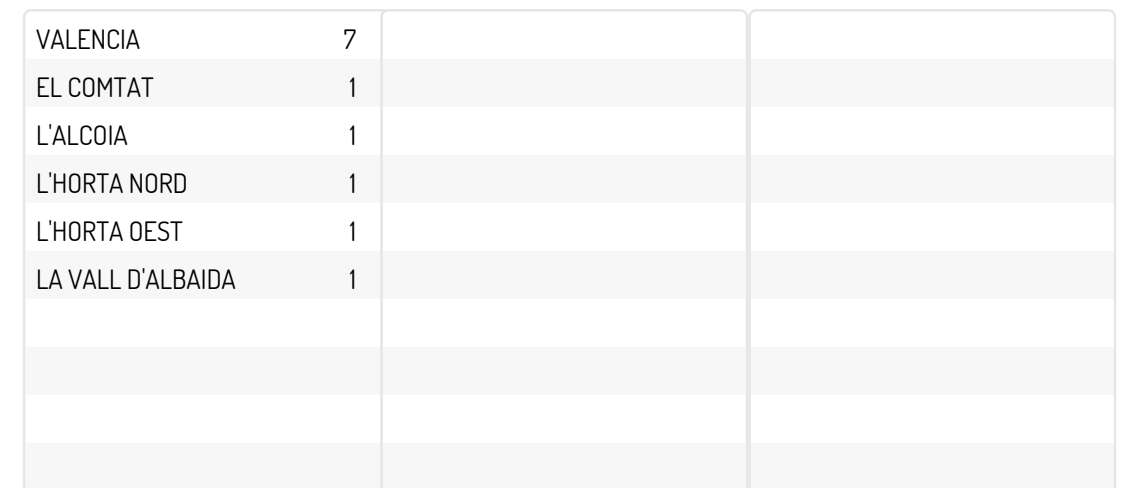 VALENCIA 7
EL COMTAT 1
L'ALCOIA 1
L'HORTA NORD 1
L'HORTA OEST 1
LA VALL D'ALBAIDA 1